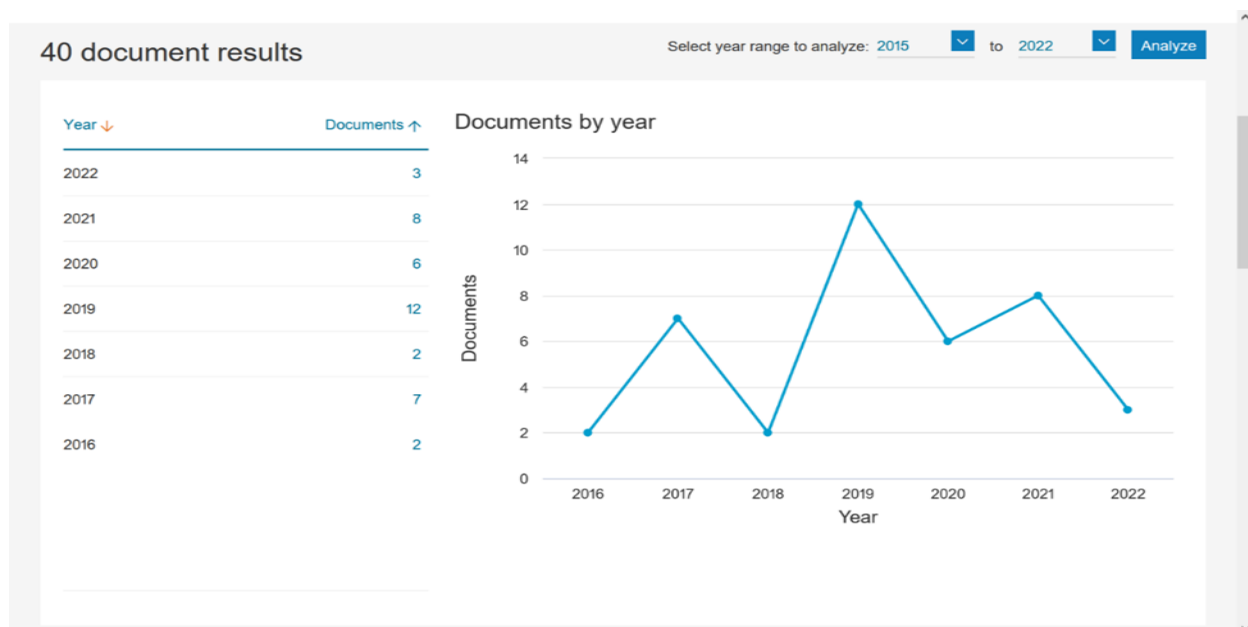 40 document results
Select year range to analyze: 2015 to 2022 Analyze
Year Documents
2022 3
2021 8
2020 6
2019 12
2018 2
2017 7
2016 2
Documents by year
14
12
10
8
6
4
2
0
Documents
2016 2017 2018 2019 2020 2021 2022
Year